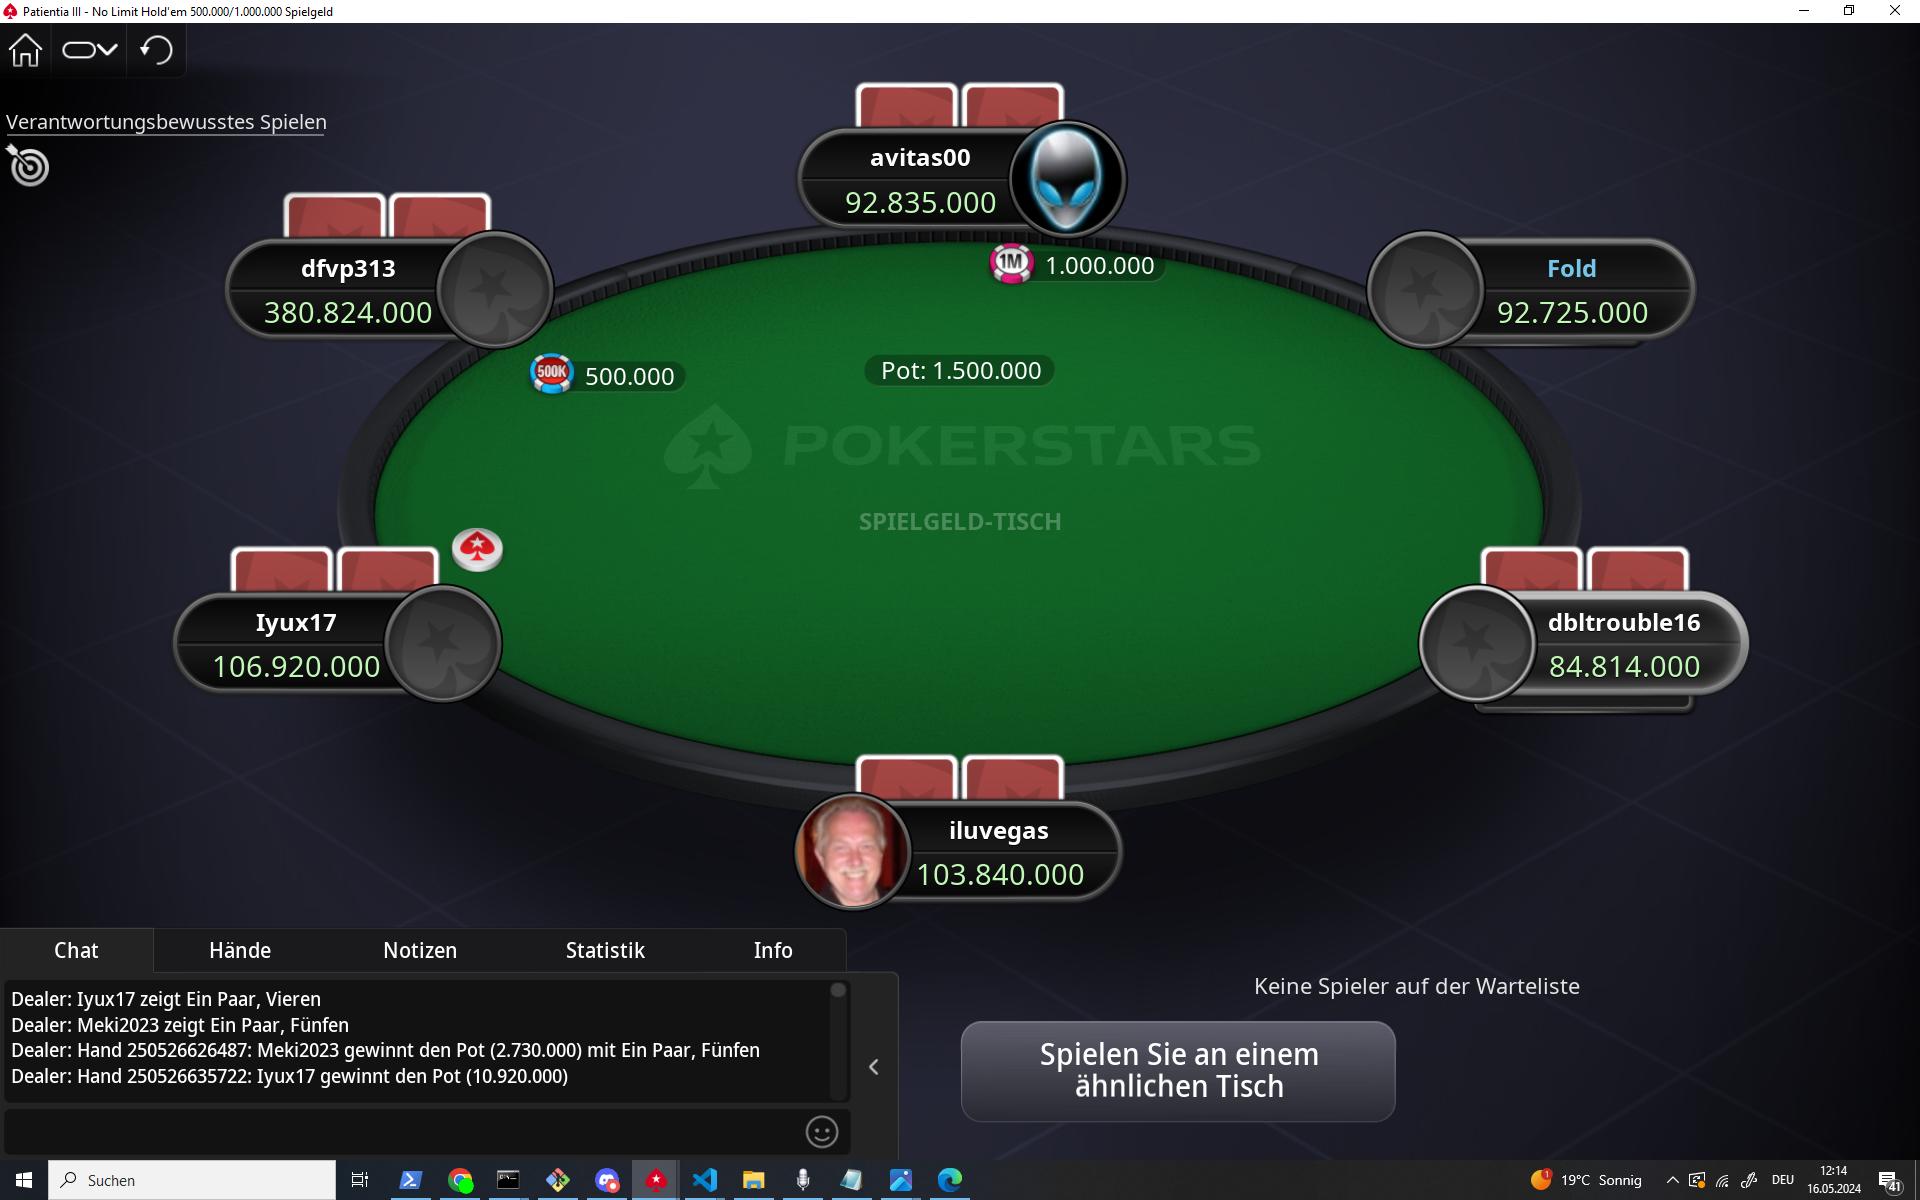 Patientia III - No Limit Hold'em 500.000/1.000.000 Spielgeld
Verantwortungsbewusstes Spielen
avitas00
92.835.000
1M
1.000.000
dfvp313
380.824.000
Fold
92.725.000
500K
500.000
Pot: 1.500.000
POKERSTARS
SPIELGELD-TISCH
Iyux17
106.920.000
dbltrouble16
84.814.000
iluvegas
103.840.000
Chat
Hände
Notizen
Statistik
Info
Dealer: Iyux17 zeigt Ein Paar, Vieren
Dealer: Meki2023 zeigt Ein Paar, Fünfen
Dealer: Hand 250526626487: Meki2023 gewinnt den Pot (2.730.000) mit Ein Paar, Fünfen
Dealer: Hand 250526635722: Iyux17 gewinnt den Pot (10.920.000)
Keine Spieler auf der Warteliste
Spielen Sie an einem
ähnlichen Tisch
Suchen
1
19°C Sonnig
DEU
12:14
16.05.2024
41